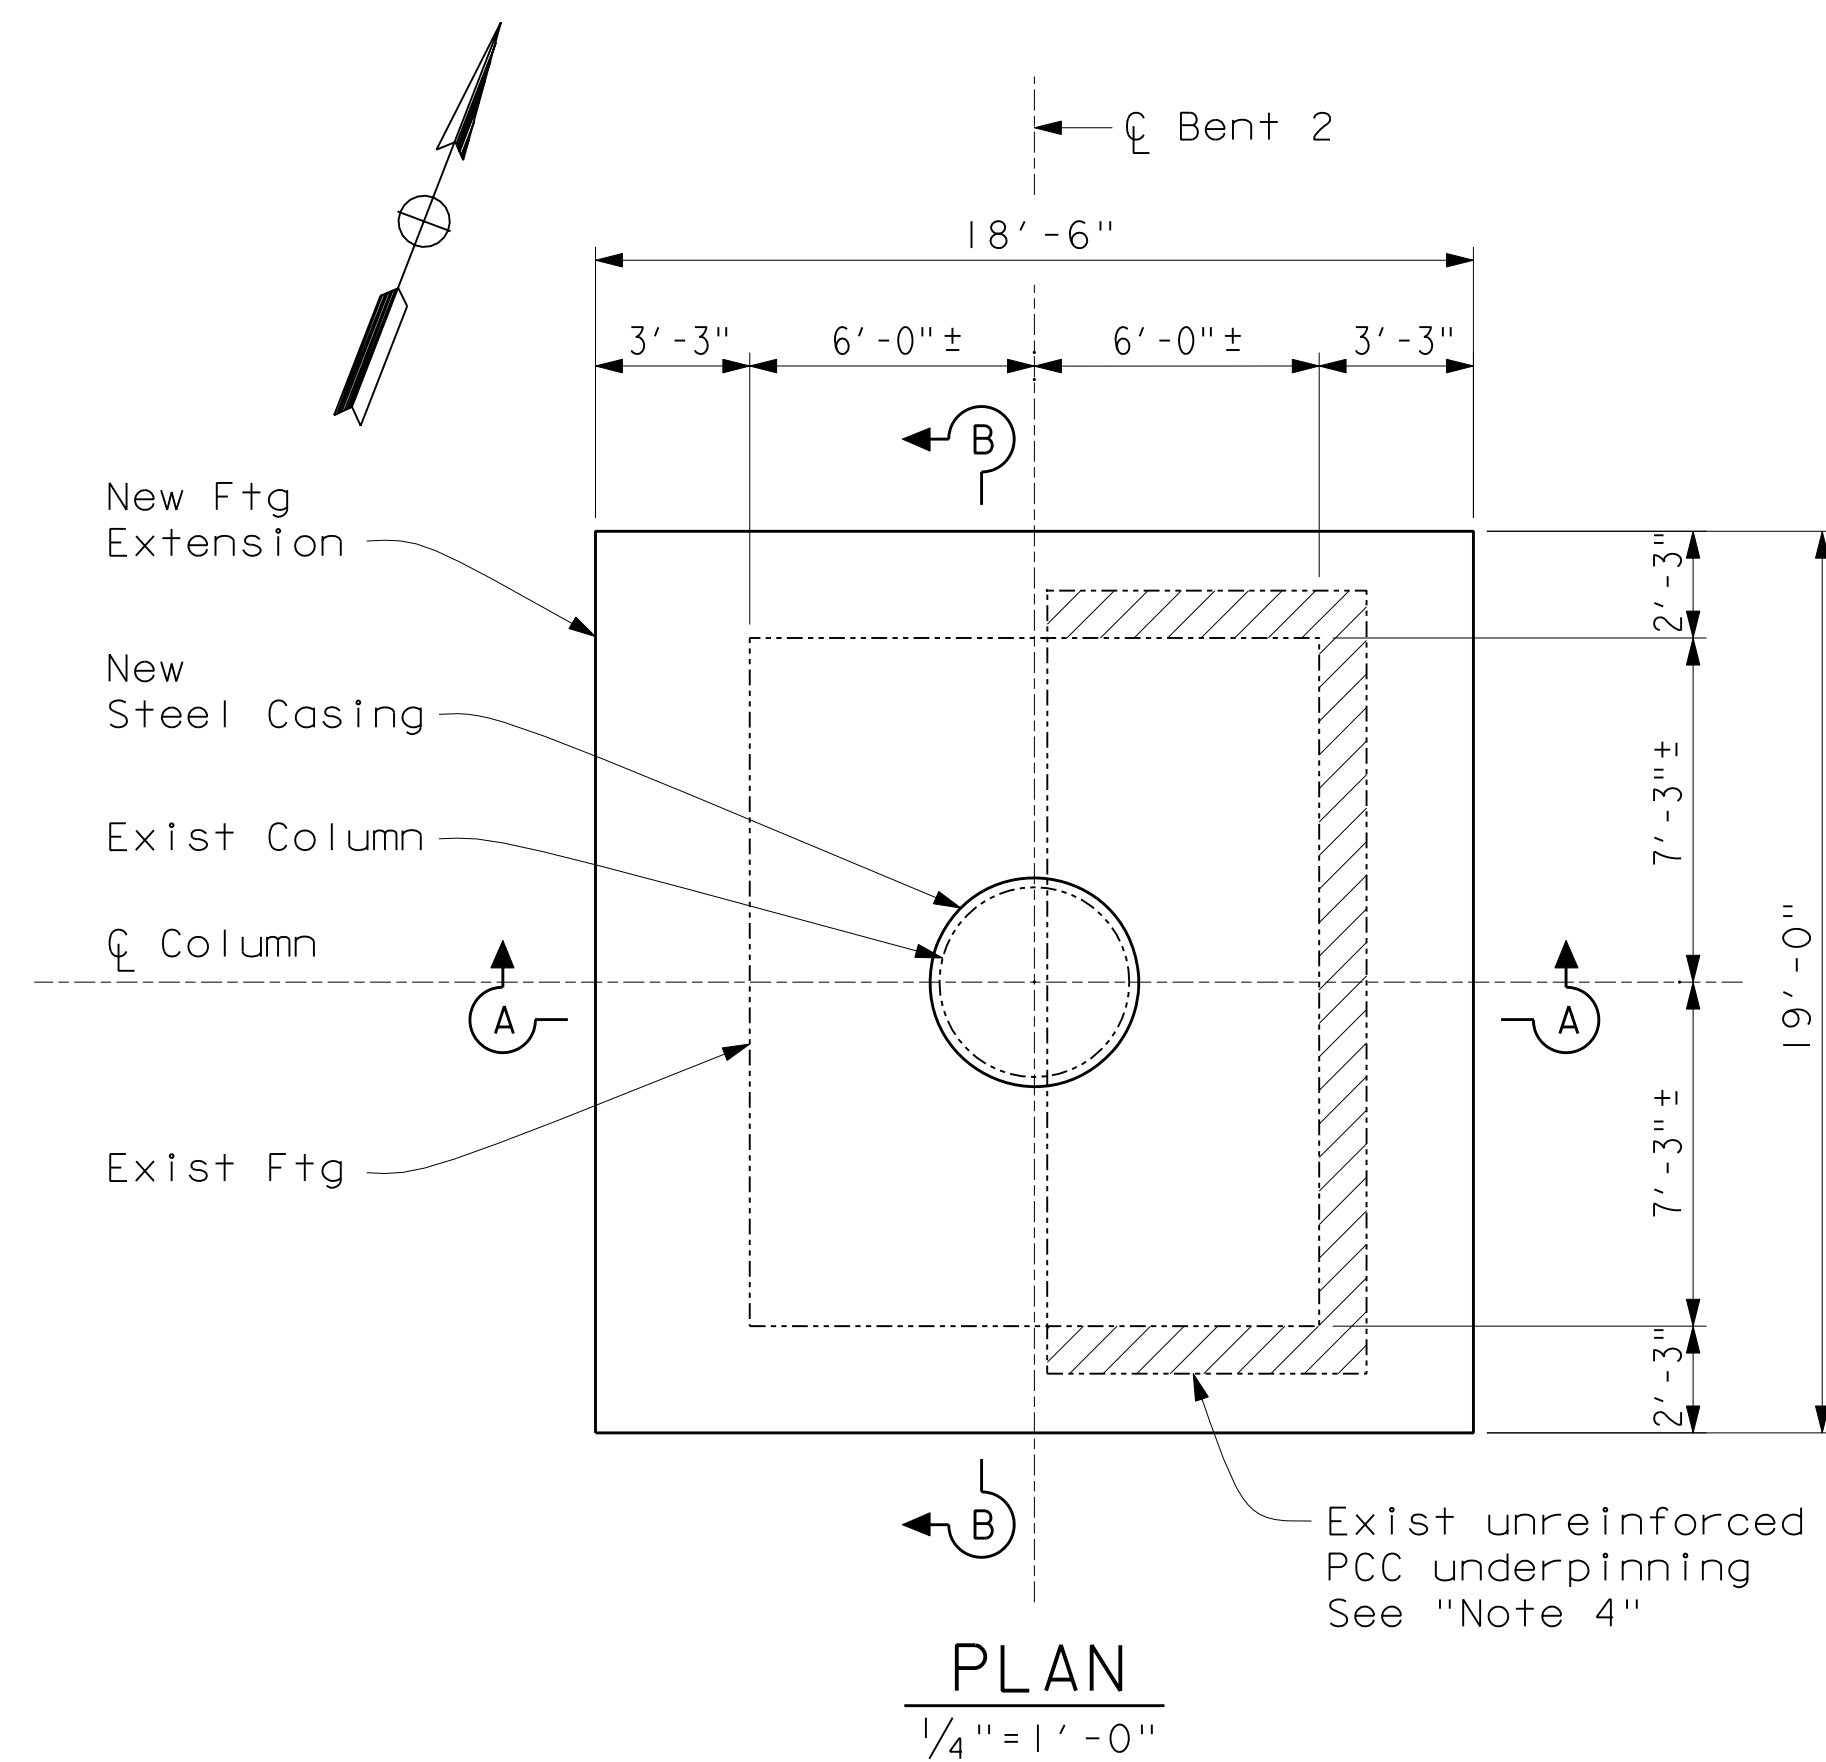 ℄ Bent 2
18'-6"
3'-3" 6'-0"± 6'-0"± 3'-3"
B
New Ftg
Extension
2'-3"
New
Steel Casing
7'-3"±
Exist Column
℄ Column
19'-0"
A A
7'-3"±
Exist Ftg
2'-3"
B
Exist unreinforced
PCC underpinning
See "Note 4"
PLAN
1/4"=1'-0"